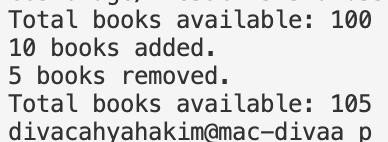 Total books available: 100
10 books added.
5 books removed.
Total books available: 105
divacahyahakim@mac-divaa p